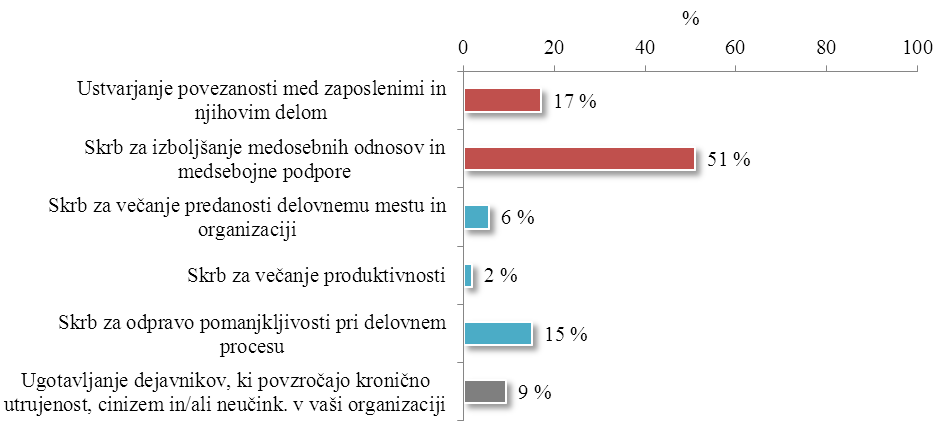 %
0 20 40 60 80 100
Ustvarjanje povezanosti med zaposlenimi in
njihovim delom
17 %
Skrb za izboljšanje medosebnih odnosov in
medsebojne podpore
51 %
Skrb za večanje predanosti delovnemu mestu in
organizaciji
6 %
Skrb za večanje produktivnosti
2 %
Skrb za odpravo pomanjkljivosti pri delovnem
procesu
15 %
Ugotavljanje dejavnikov, ki povzročajo kronično
utrujenost, cinizem in/ali neučink. v vaši organizaciji
9 %